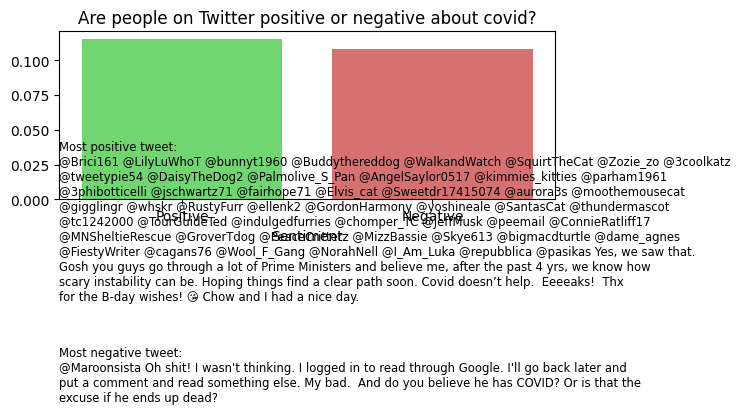 Are people on Twitter positive or negative about covid?
0.100
0.075
0.050
0.025
0.000
Most positive tweet:
@Brici161 @LilyLuWhoT @bunnyt1960 @Buddythereddog @WalkandWatch @SquirtTheCat @Zozie_zo @3coolkatz
@tweetypie54 @DaisyTheDog2 @Palmolive_S_Pan @AngelSaylor0517 @kimmies_kitties @parham1961
@3phibotticelli @jschwartz71 @fairhope71 @Elvis_cat @Sweetdr17415074 @aurora3s @moothemousecat
@gigglingr @whskr @RustyFurr @ellenk2 @GordonHarmony @yoshineale @SantasCat @thundermascot
Positive
Negative
@tc1242000 @TourGuideTed @indulgedfurries @chomper_TC @JeffMusk @peemail @ConnieRatliff17
Sentiment
@MNSheltieRescue @GroverTdog @MizzBassie @Skye613 @bigmacdturtle @dame_agnes
@FiestyWriter @cagans76 @Wool_F_Gang @NorahNell @I_Am_Luka @repubblica @pasikas Yes, we saw that.
Gosh you guys go through a lot of Prime Ministers and believe me, after the past 4 yrs, we know how
scary instability can be. Hoping things find a clear path soon. Covid doesn’t help.  Eeeeaks!  Thx
for the B-day wishes! 😘 Chow and I had a nice day.
Most negative tweet:
@Maroonsista Oh shit! I wasn't thinking. I logged in to read through Google. I'll go back later and
put a comment and read something else. My bad.  And do you believe he has COVID? Or is that the
excuse if he ends up dead?